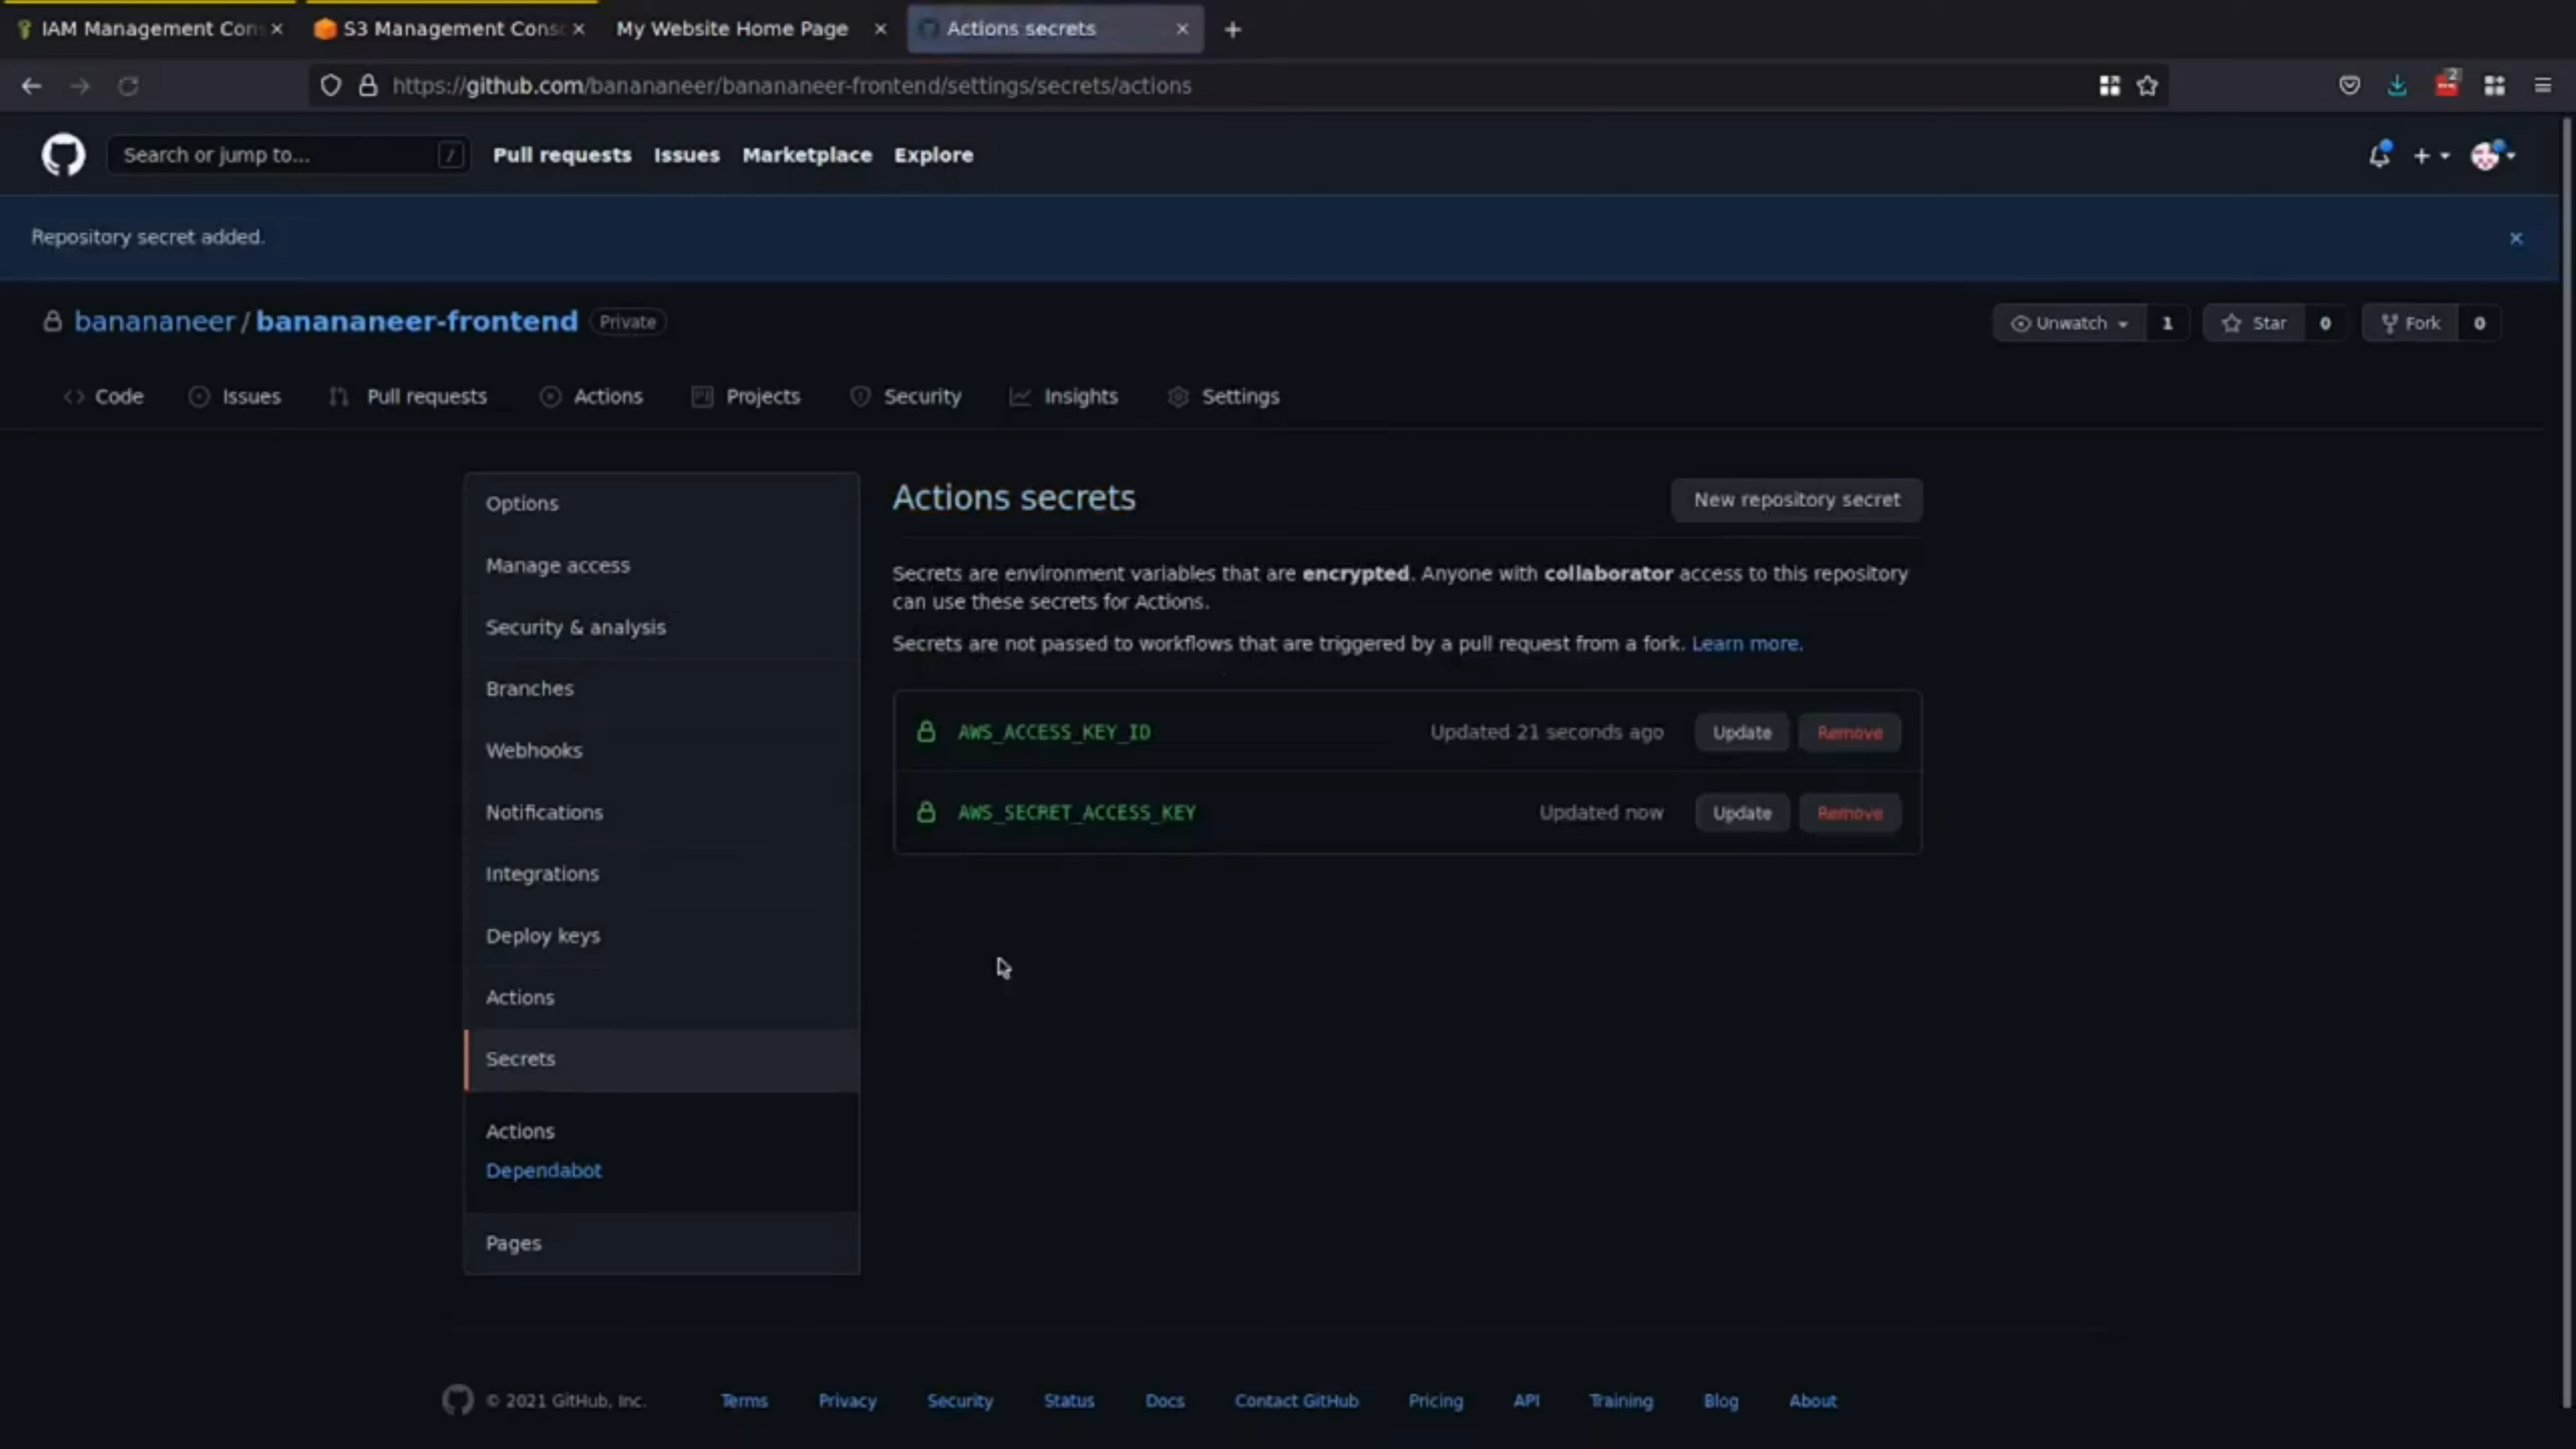 IAM Management Con
S3 Management Cons
My Website Home Page
Actions secrets
https://github.com/banananeer/banananeer-frontend/settings/secrets/actions
2
Search or jump to...
/
Pull requests
Issues
Marketplace
Explore
Repository secret added.
banananeer / banananeer-frontend
Private
Unwatch
1
Star
0
Fork
0
Code
Issues
Pull requests
Actions
Projects
Security
Insights
Settings
Options
Manage access
Security & analysis
Branches
Webhooks
Notifications
Integrations
Deploy keys
Actions
Secrets
Actions
Dependabot
Pages
Actions secrets
New repository secret
Secrets are environment variables that are encrypted. Anyone with collaborator access to this repository
can use these secrets for Actions.
Secrets are not passed to workflows that are triggered by a pull request from a fork. Learn more.
AWS_ACCESS_KEY_ID
Updated 21 seconds ago
Update
Remove
AWS_SECRET_ACCESS_KEY
Updated now
Update
Remove
© 2021 GitHub, Inc.
Terms
Privacy
Security
Status
Docs
Contact GitHub
Pricing
API
Training
Blog
About